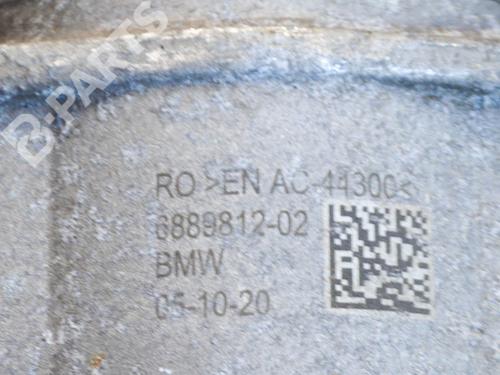 B-PARTS
RO >EN AC-44300<
6889812-02
BMW
05-10-20